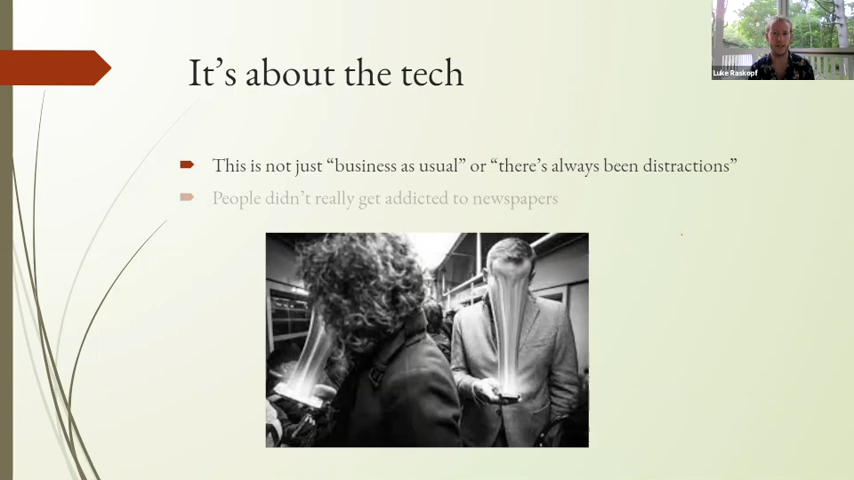 Luke Raskopf
It’s about the tech
This is not just “business as usual” or “there’s always been distractions”
People didn’t really get addicted to newspapers